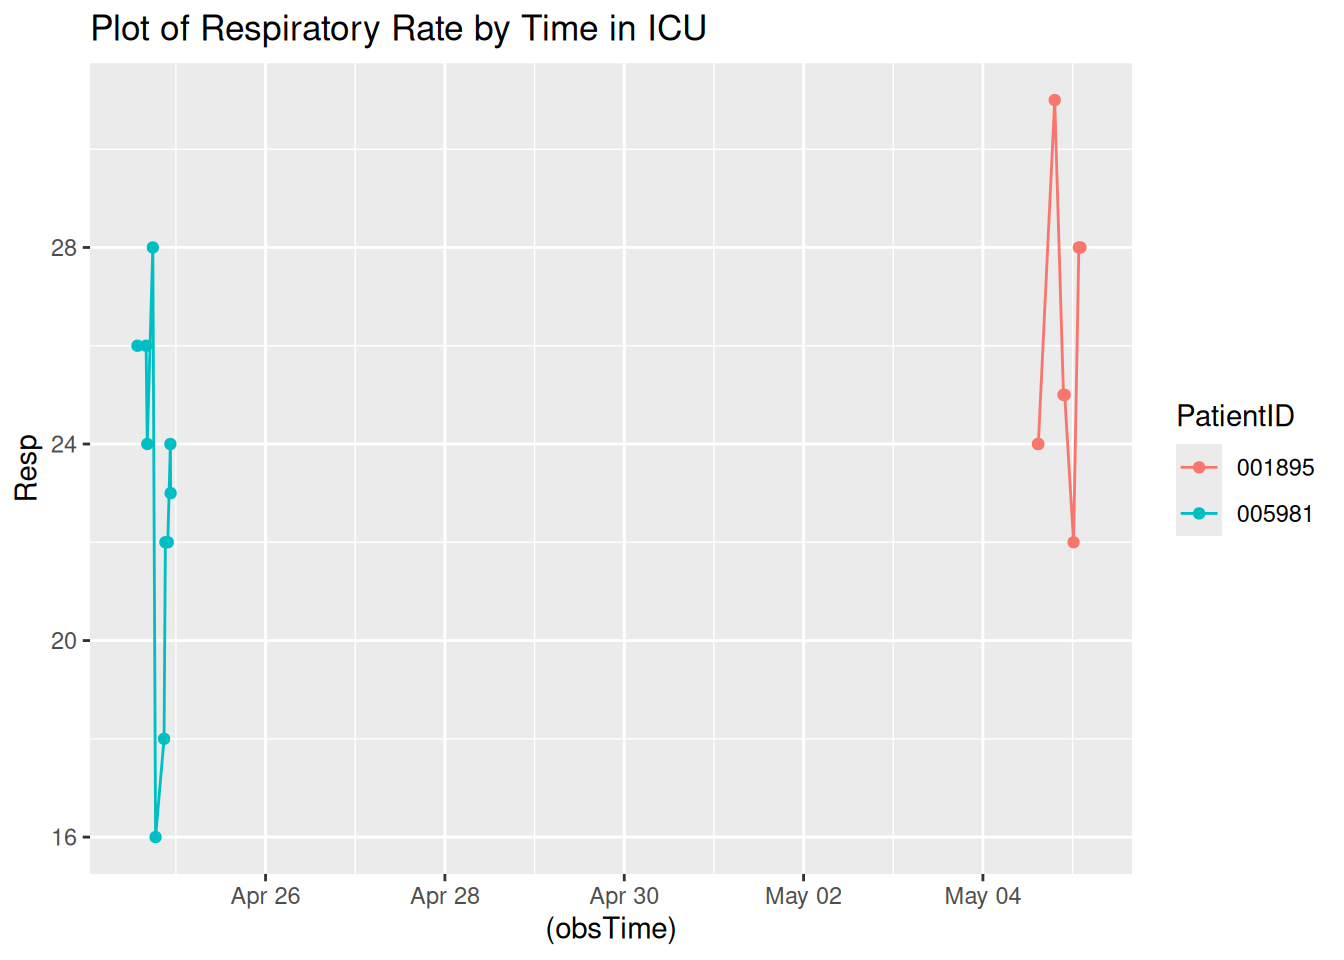 Plot of Respiratory Rate by Time in ICU
28
24
20
16
Resp
Apr 26 Apr 28 Apr 30 May 02 May 04
(obsTime)
PatientID
001895
005981